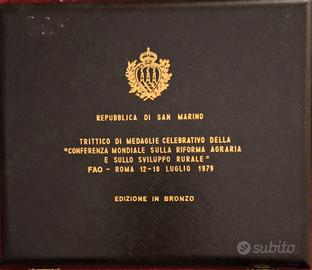 REPUBBLICA DI SAN MARINO
TRITTICO DI MEDAGLIE CELEBRATIVO DELLA
"CONFERENZA MONDIALE SULLA RIFORMA AGRARIA
E SULLO SVILUPPO RURALE"
FAO - ROMA 12-18 LUGLIO 1979
EDIZIONE IN BRONZO
subito